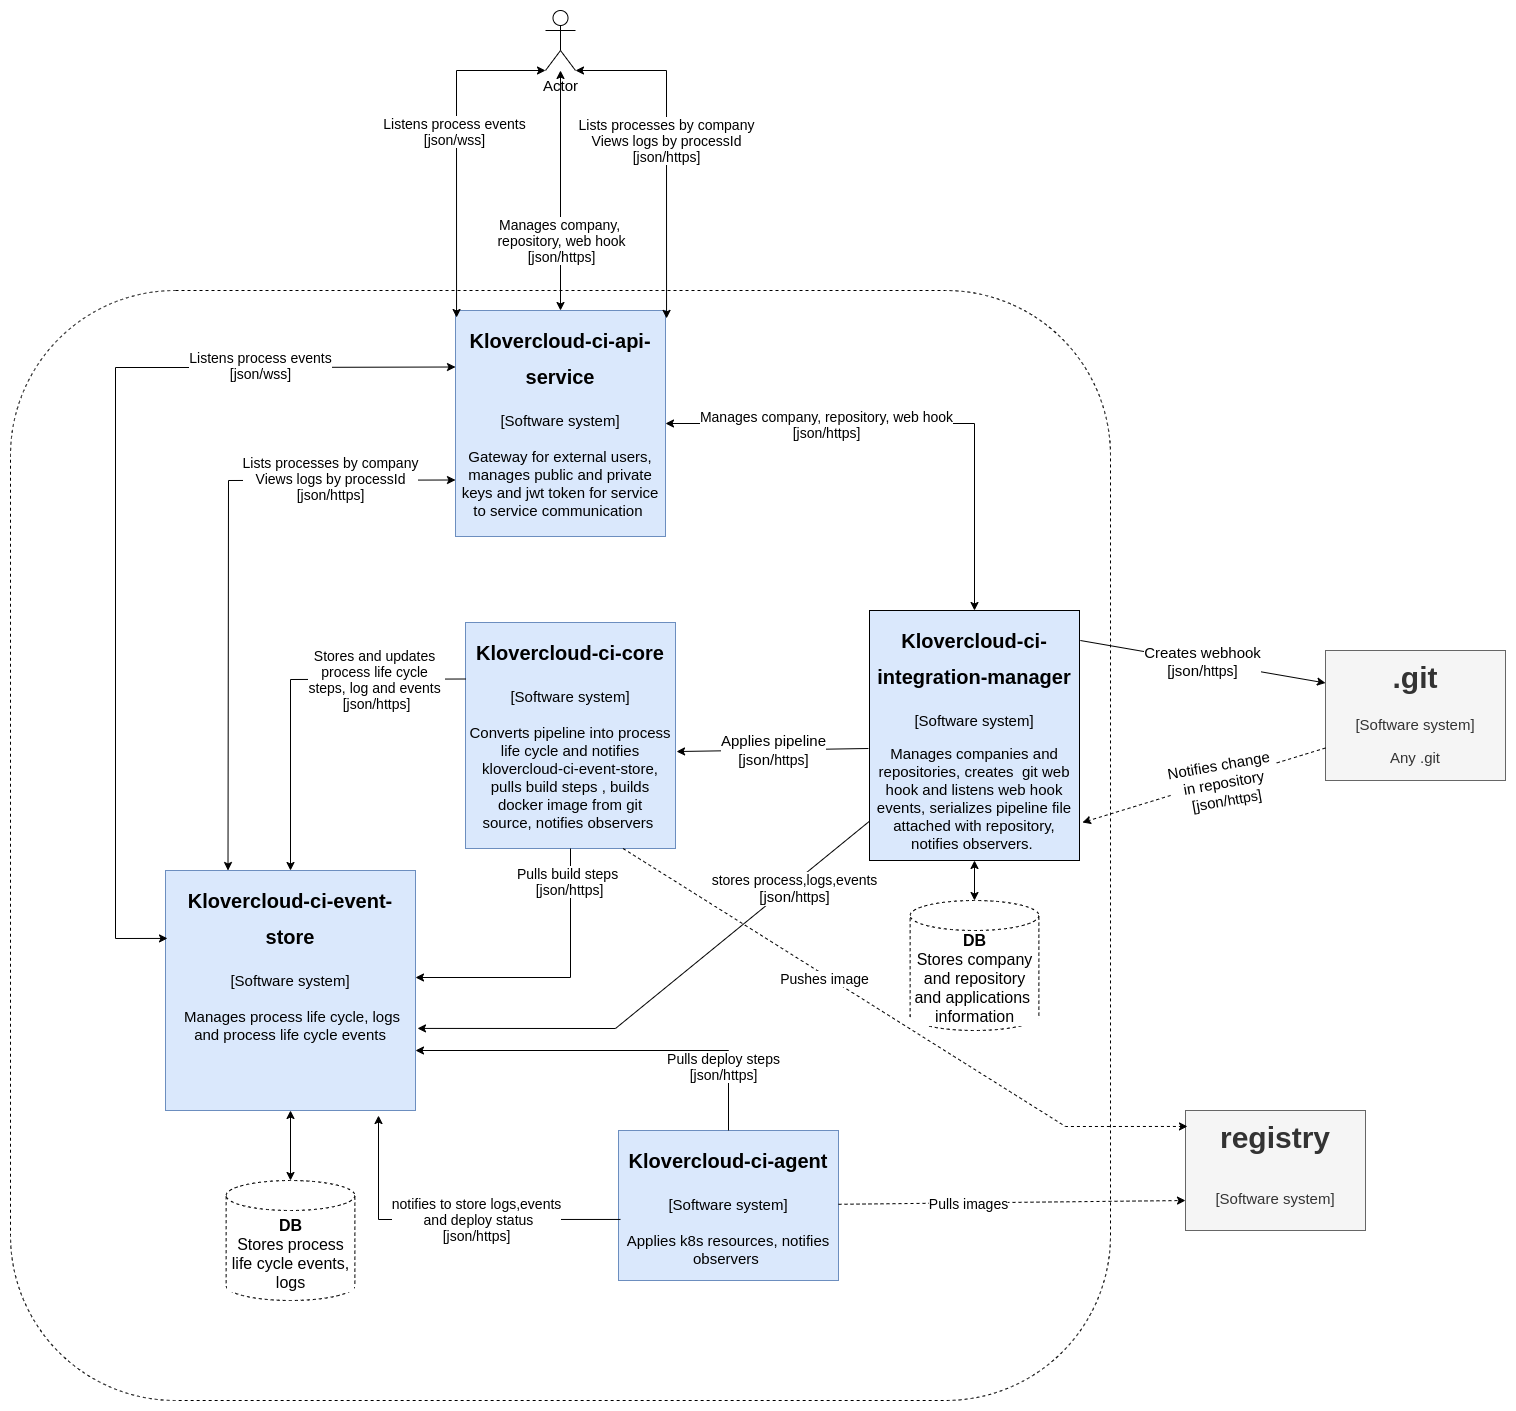 Actor
Listens process events
[json/wss]
Lists processes by company
Views logs by processId
[json/https]
Manages company,
repository, web hook
[json/https]
Klovercloud-ci-api-
service
[Software system]
Gateway for external users,
manages public and private
keys and jwt token for service
to service communication
Listens process events
[json/wss]
Lists processes by company
Views logs by processId
[json/https]
Manages company, repository, web hook
[json/https]
Klovercloud-ci-core
[Software system]
Converts pipeline into process
life cycle and notifies
klovercloud-ci-event-store,
pulls build steps , builds
docker image from git
source, notifies observers
Stores and updates
process life cycle
steps, log and events
[json/https]
Applies pipeline
[json/https]
Klovercloud-ci-
integration-manager
[Software system]
Manages companies and
repositories, creates  git web
hook and listens web hook
events, serializes pipeline file
attached with repository,
notifies observers.
Creates webhook
[json/https]
.git
[Software system]
Any .git
Notifies change
in repository
[json/https]
Pulls build steps
[json/https]
stores process,logs,events
[json/https]
Klovercloud-ci-event-
store
[Software system]
Manages process life cycle, logs
and process life cycle events
DB
Stores company
and repository
and applications
information
Pushes image
Pulls deploy steps
[json/https]
registry
[Software system]
Klovercloud-ci-agent
[Software system]
Applies k8s resources, notifies
observers
Pulls images
notifies to store logs,events
and deploy status
[json/https]
DB
Stores process
life cycle events,
logs